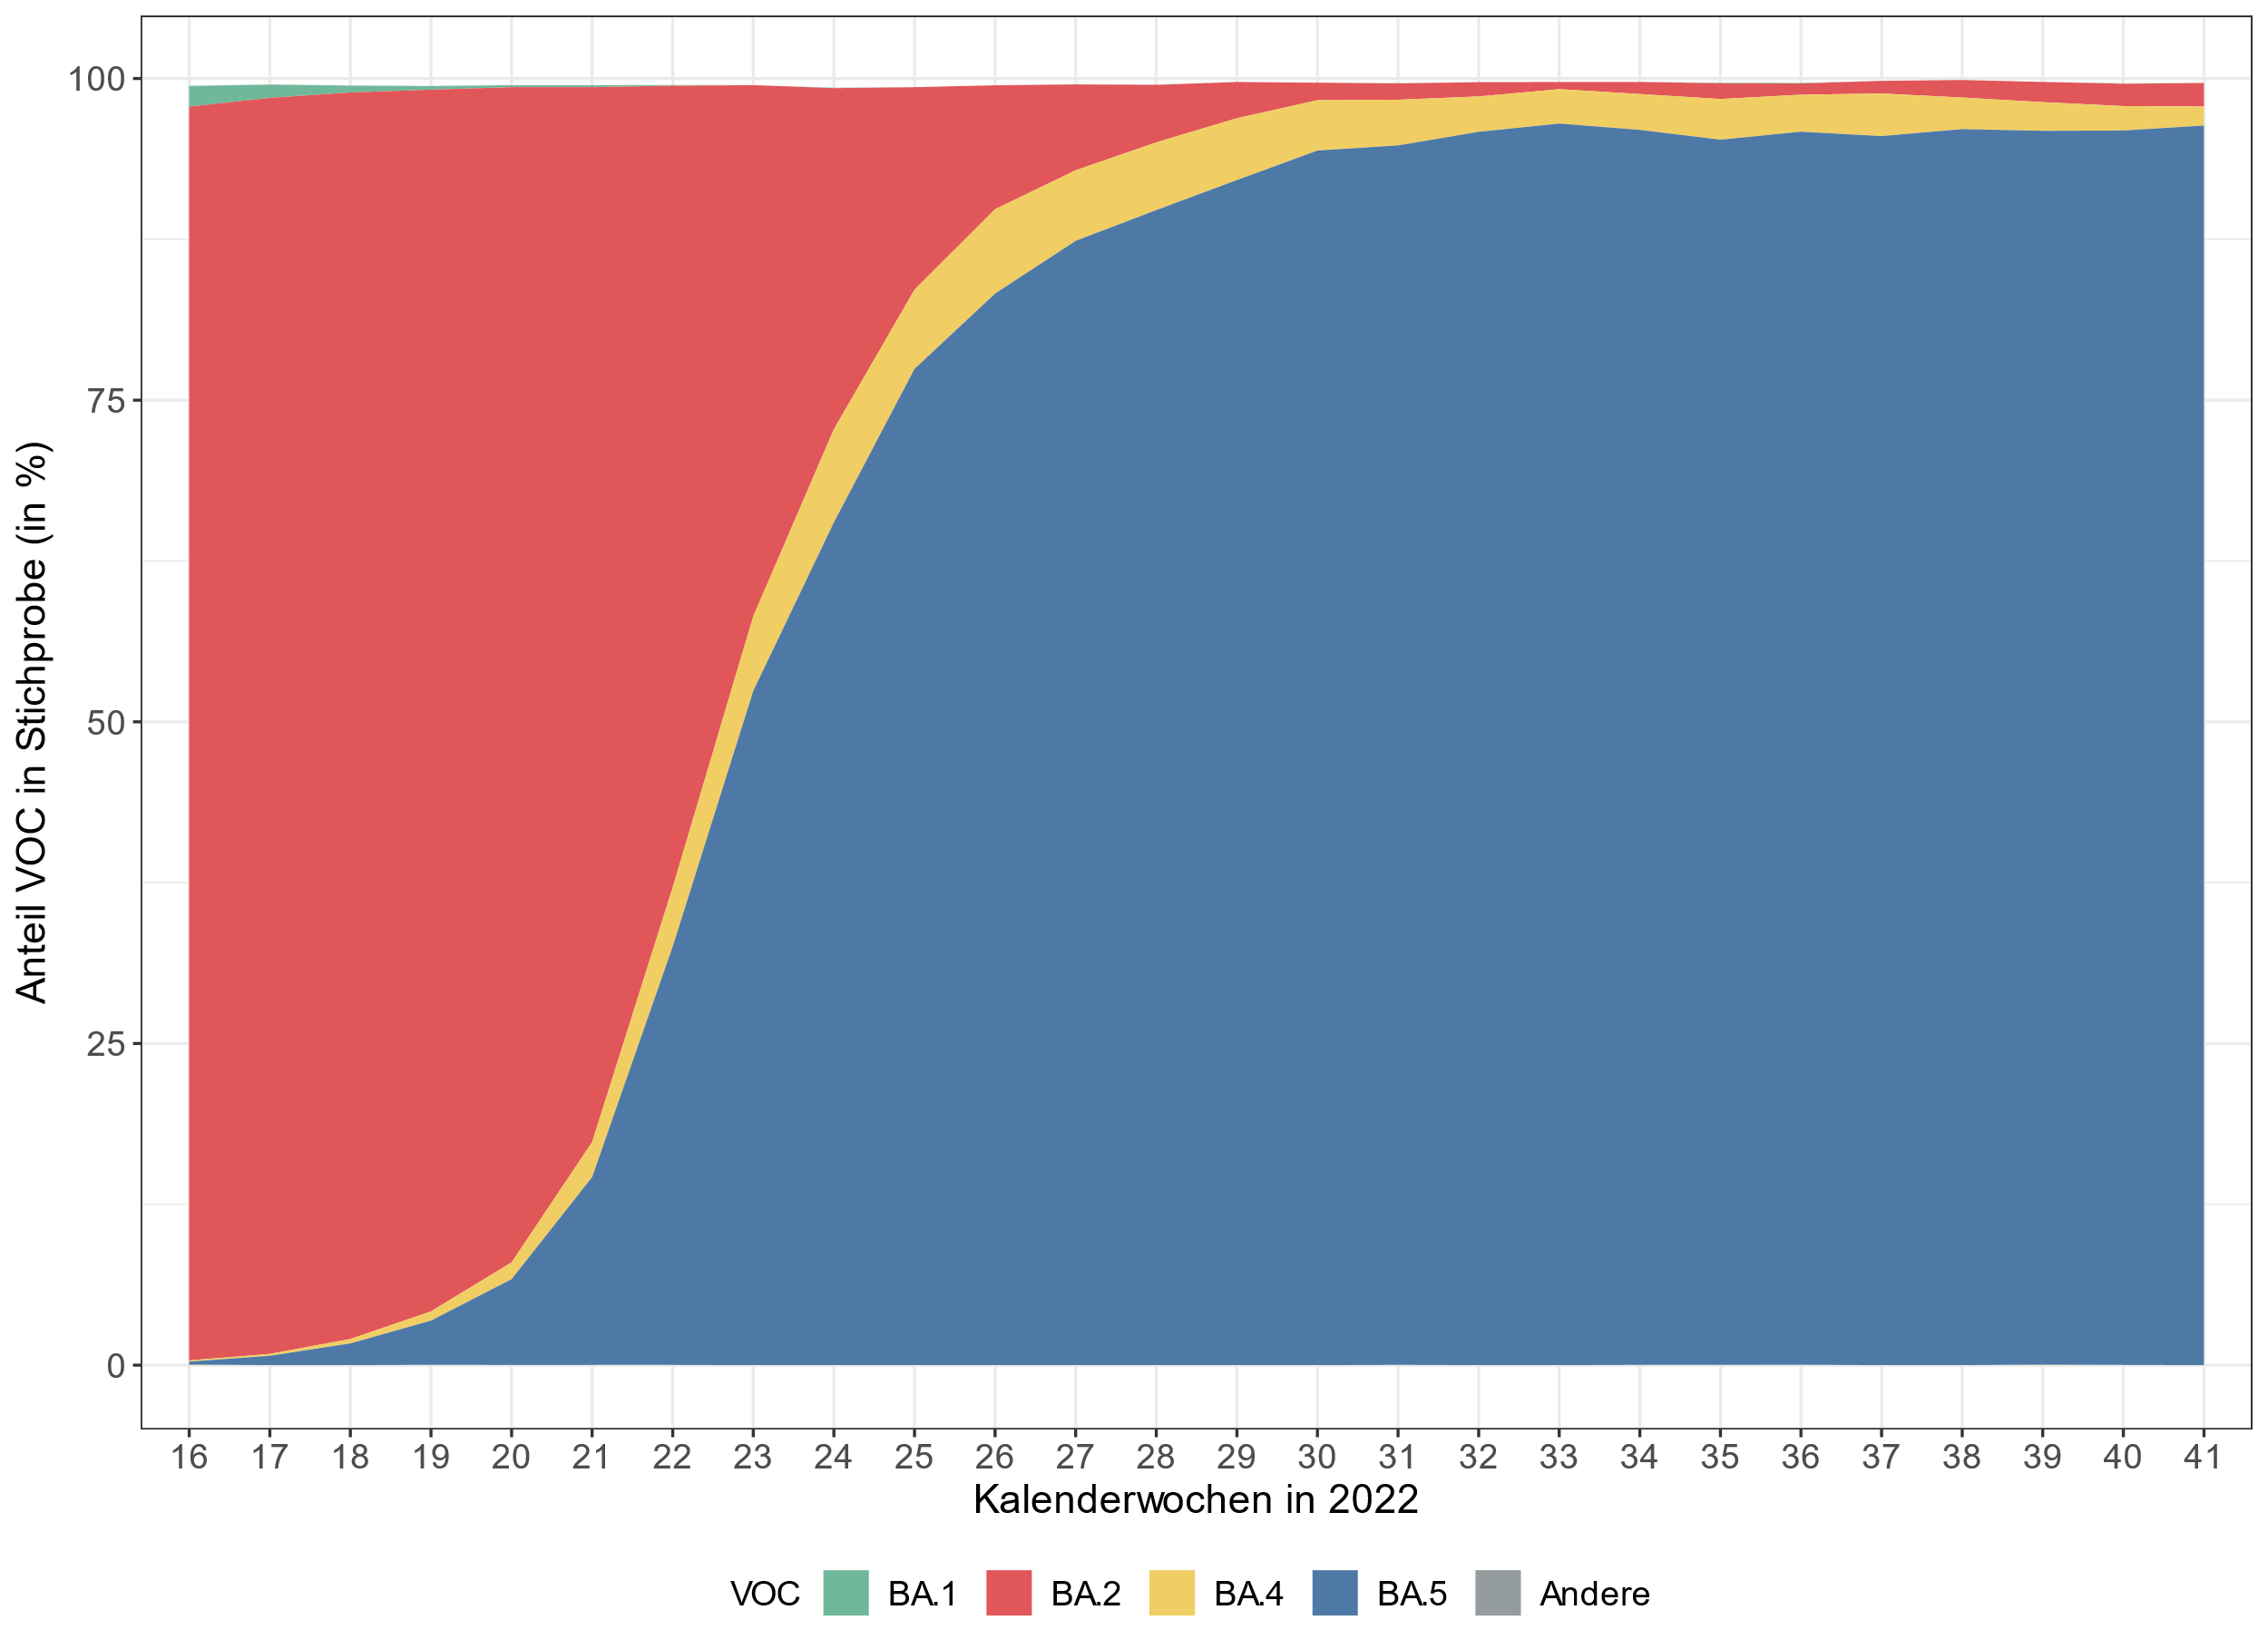 Anteil VOC in Stichprobe (in %)
100
75
50
25
0
16 17 18 19 20 21 22 23 24 25 26 27 28 29 30 31 32 33 34 35 36 37 38 39 40 41
Kalenderwochen in 2022
VOC BA.1 BA.2 BA.4 BA.5 Andere